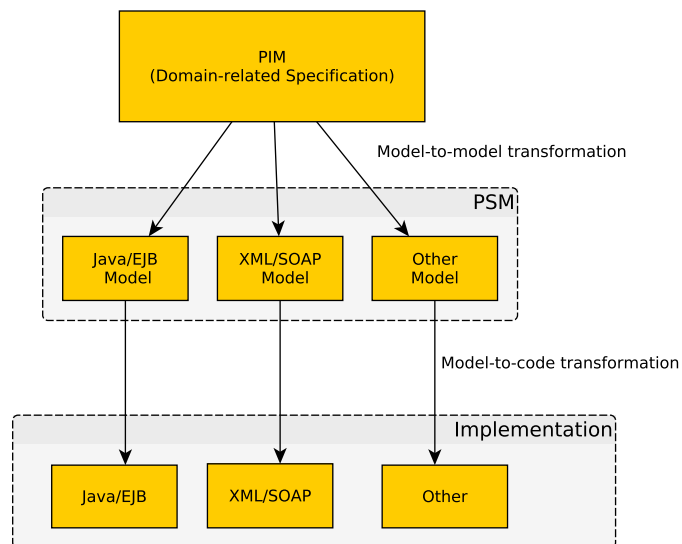 PIM
(Domain-related Specification)
Model-to-model transformation
PSM
Java/EJB
Model
XML/SOAP
Model
Other
Model
Model-to-code transformation
Implementation
Java/EJB
XML/SOAP
Other